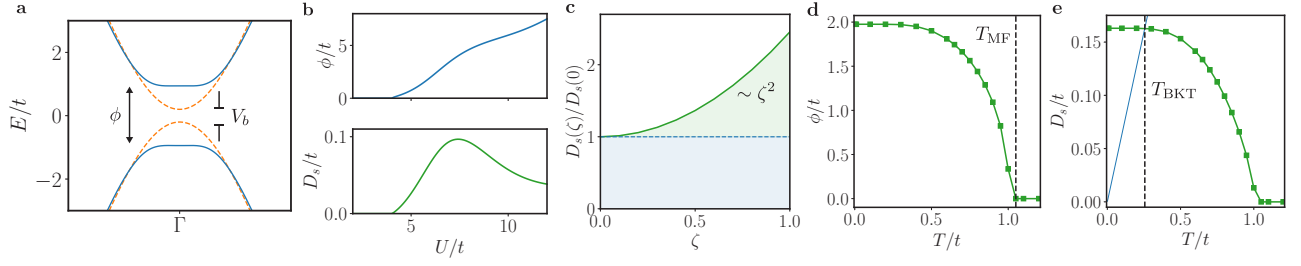 a
E/t
2
0
−2
ϕ
V_b
Γ
b
ϕ/t
5
0
D_s/t
0.1
0.0
5
10
U/t
c
D_s(ζ)/D_s(0)
2
1
0
∼ ζ²
0.0
0.5
1.0
ζ
d
ϕ/t
2.0
1.5
1.0
0.5
0.0
T_MF
0.0
0.5
1.0
T/t
e
D_s/t
0.15
0.10
0.05
0.00
T_BKT
0.0
0.5
1.0
T/t